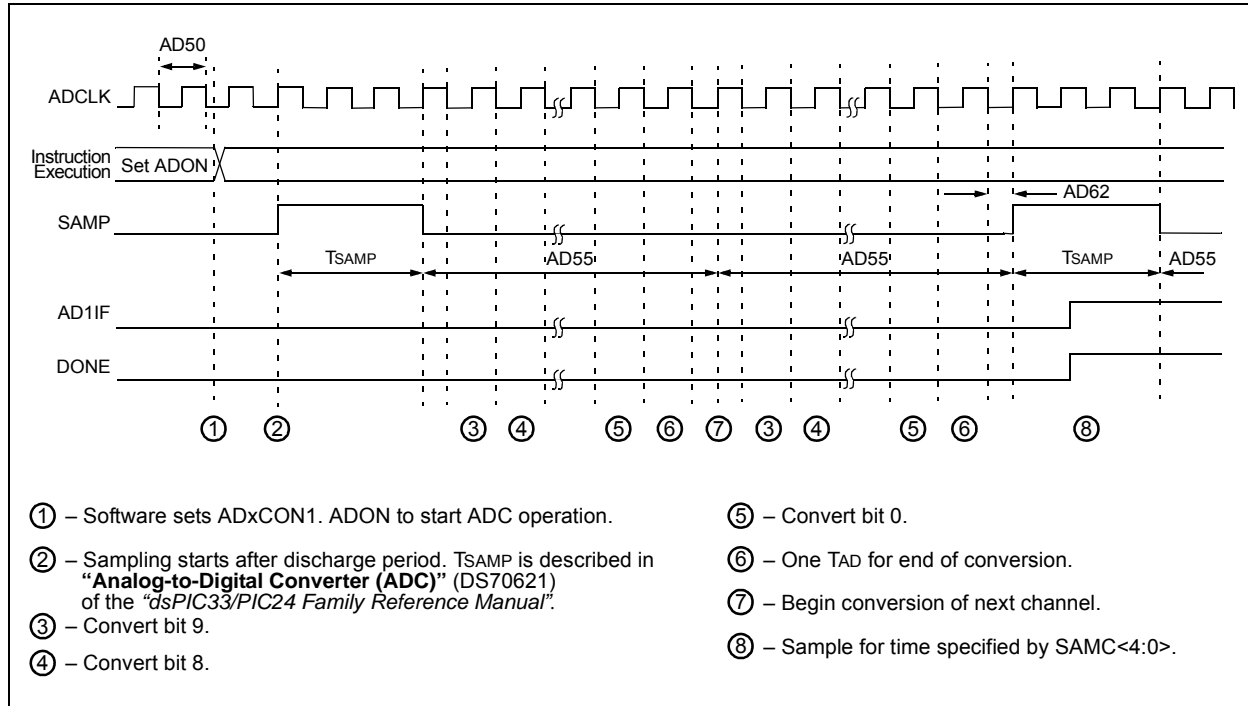 AD50
ADCLK
Instruction
Execution
Set ADON
AD62
SAMP
TSAMP
AD55
AD55
TSAMP
AD55
AD1IF
DONE
1 2 3 4 5 6 7 3 4 5 6 8
1 – Software sets ADxCON1. ADON to start ADC operation.
2 – Sampling starts after discharge period. TSAMP is described in
“Analog-to-Digital Converter (ADC)” (DS70621)
of the “dsPIC33/PIC24 Family Reference Manual”.
3 – Convert bit 9.
4 – Convert bit 8.
5 – Convert bit 0.
6 – One TAD for end of conversion.
7 – Begin conversion of next channel.
8 – Sample for time specified by SAMC<4:0>.